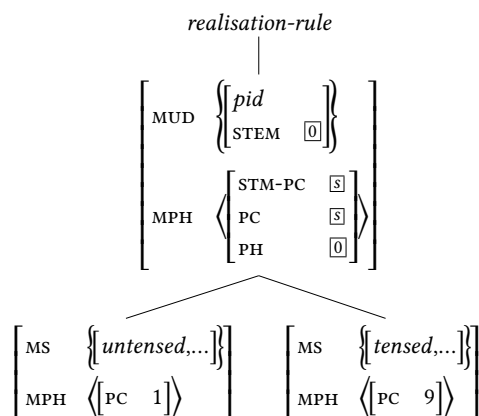 realisation-rule
MUD {[pid
STEM 0]}
MPH ⟨[STM-PC s
PC s
PH 0]⟩
MS {[untensed,…]} MS {[tensed,…]}
MPH ⟨[PC 1]⟩ MPH ⟨[PC 9]⟩